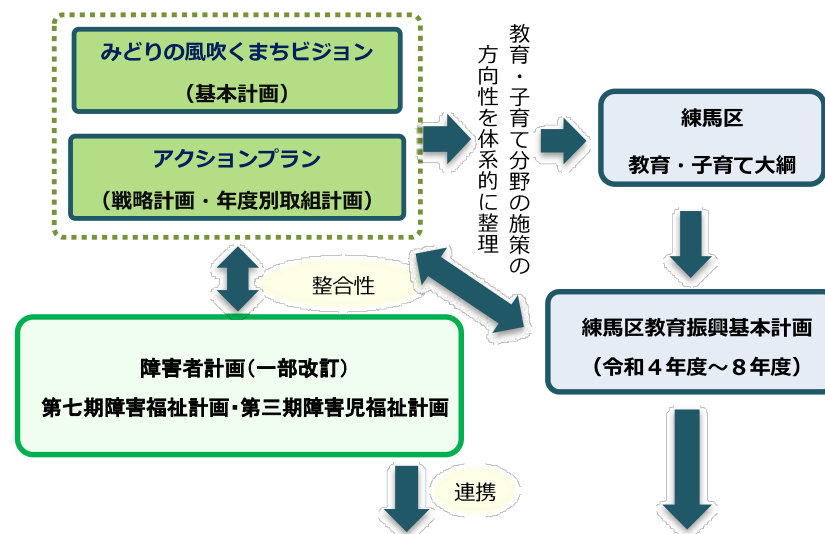 みどりの風吹くまちビジョン
（基本計画）
アクションプラン
（戦略計画・年度別取組計画）
教育・子育て分野の施策の
方向性を体系的に整理
練馬区
教育・子育て大綱
整合性
障害者計画（一部改訂）
第七期障害福祉計画・第三期障害児福祉計画
練馬区教育振興基本計画
（令和４年度～８年度）
連携